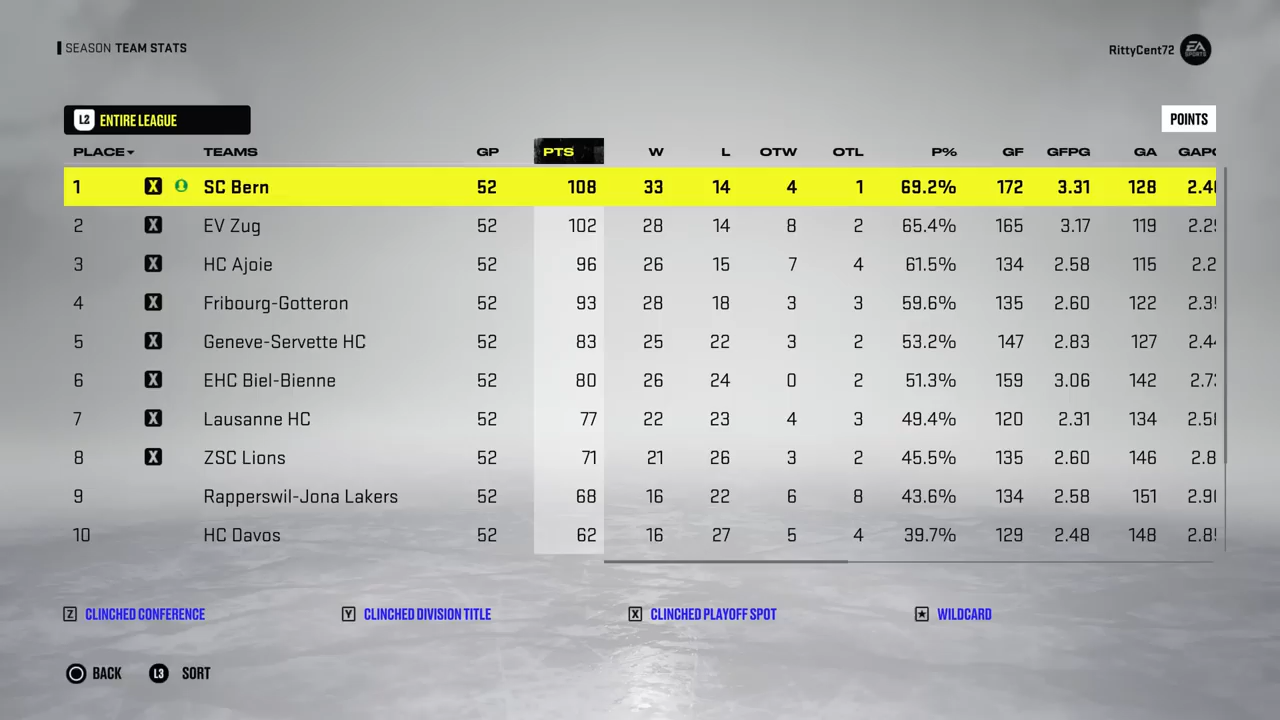 SEASON TEAM STATS
RittyCent72 EA SPORTS
L2 ENTIRE LEAGUE
POINTS
PLACE TEAMS GP PTS W L OTW OTL P% GF GFPG GA
1 X SC Bern 52 108 33 14 4 1 69.2% 172 3.31 128
2 X EV Zug 52 102 28 14 8 2 65.4% 165 3.17 119
3 X HC Ajoie 52 96 26 15 7 4 61.5% 134 2.58 115
4 X Fribourg-Gotteron 52 93 28 18 3 3 59.6% 135 2.60 122
5 X Geneve-Servette HC 52 83 25 22 3 2 53.2% 147 2.83 127
6 X EHC Biel-Bienne 52 80 26 24 0 2 51.3% 159 3.06 142
7 X Lausanne HC 52 77 22 23 4 3 49.4% 120 2.31 134
8 X ZSC Lions 52 71 21 26 3 2 45.5% 135 2.60 146
9 Rapperswil-Jona Lakers 52 68 16 22 6 8 43.6% 134 2.58 151
10 HC Davos 52 62 16 27 5 4 39.7% 129 2.48 148
Z CLINCHED CONFERENCE Y CLINCHED DIVISION TITLE X CLINCHED PLAYOFF SPOT ★ WILDCARD
BACK L3 SORT